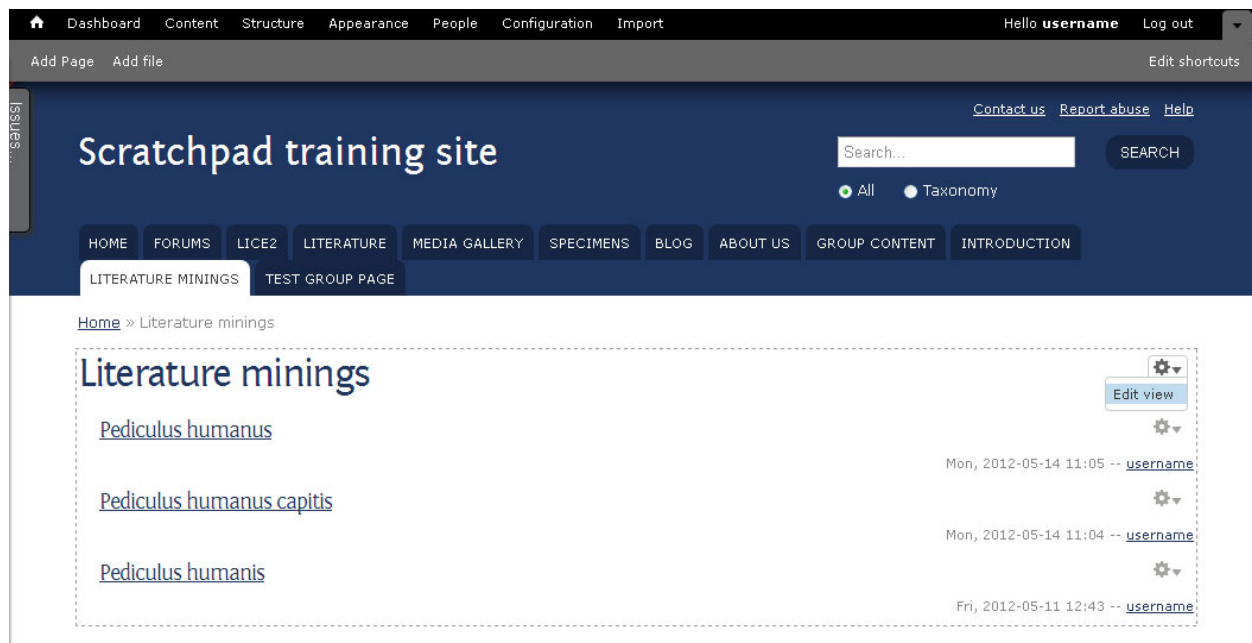 Dashboard Content Structure Appearance People Configuration Import Hello username Log out
Add Page Add file Edit shortcuts
Issues...
Contact us Report abuse Help
Scratchpad training site
Search... SEARCH
All Taxonomy
HOME FORUMS LICE2 LITERATURE MEDIA GALLERY SPECIMENS BLOG ABOUT US GROUP CONTENT INTRODUCTION
LITERATURE MININGS TEST GROUP PAGE
Home » Literature minings
Literature minings
Edit view
Pediculus humanus
Mon, 2012-05-14 11:05 -- username
Pediculus humanus capitis
Mon, 2012-05-14 11:04 -- username
Pediculus humanis
Fri, 2012-05-11 12:43 -- username